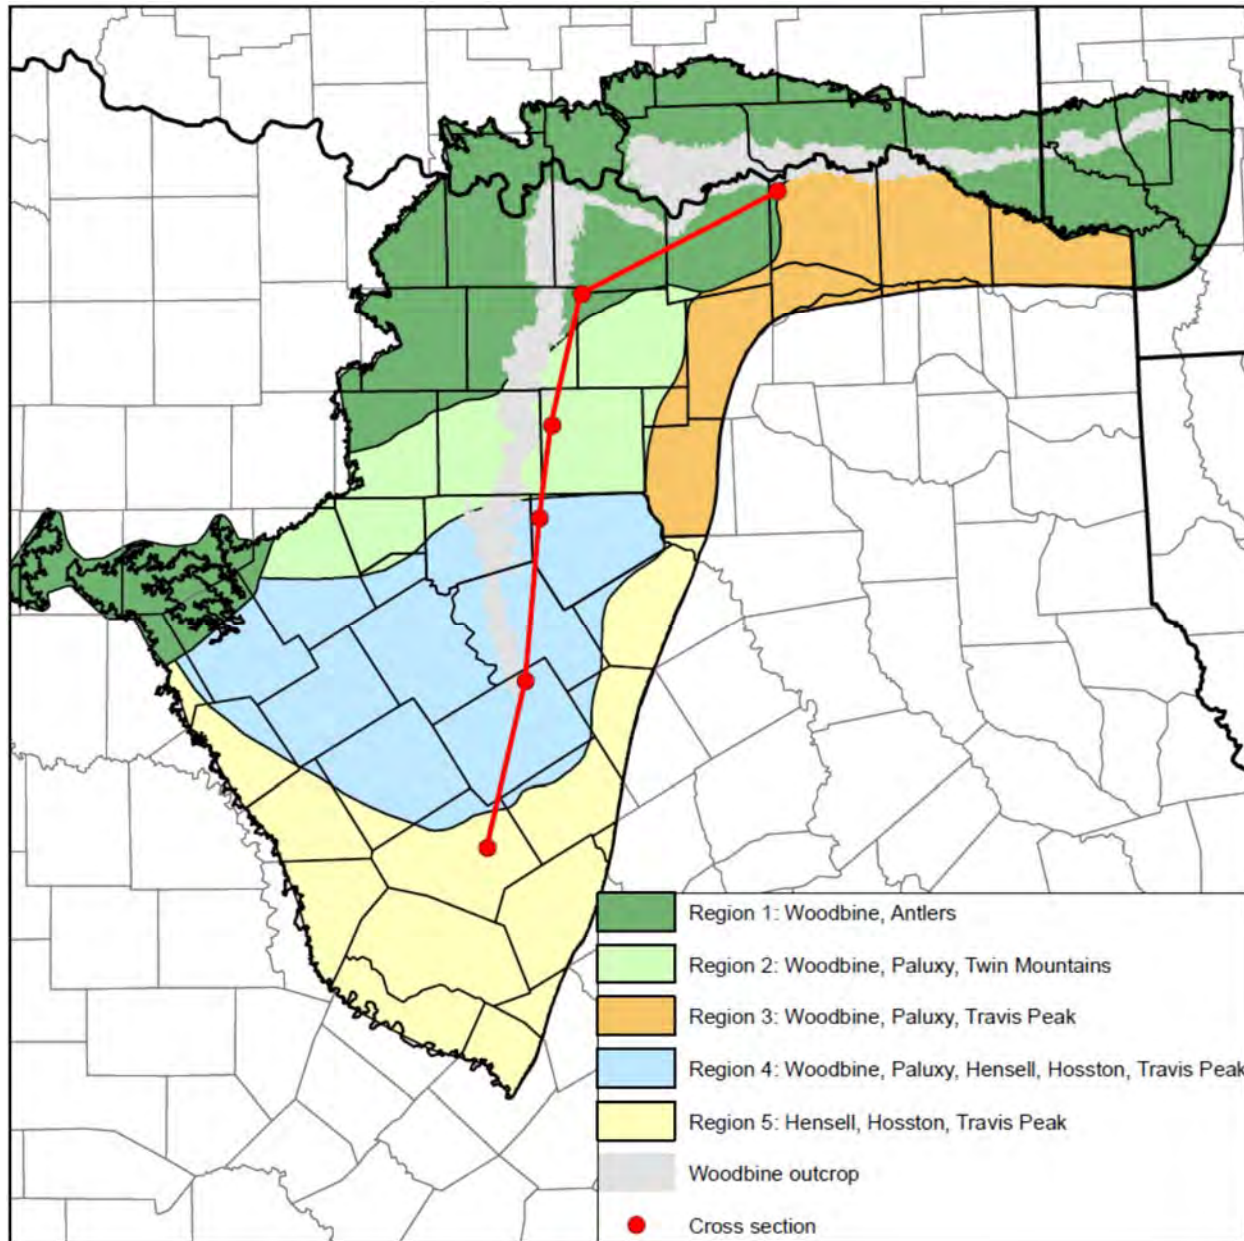 Region 1: Woodbine, Antlers
Region 2: Woodbine, Paluxy, Twin Mountains
Region 3: Woodbine, Paluxy, Travis Peak
Region 4: Woodbine, Paluxy, Hensell, Hosston, Travis Peak
Region 5: Hensell, Hosston, Travis Peak
Woodbine outcrop
Cross section